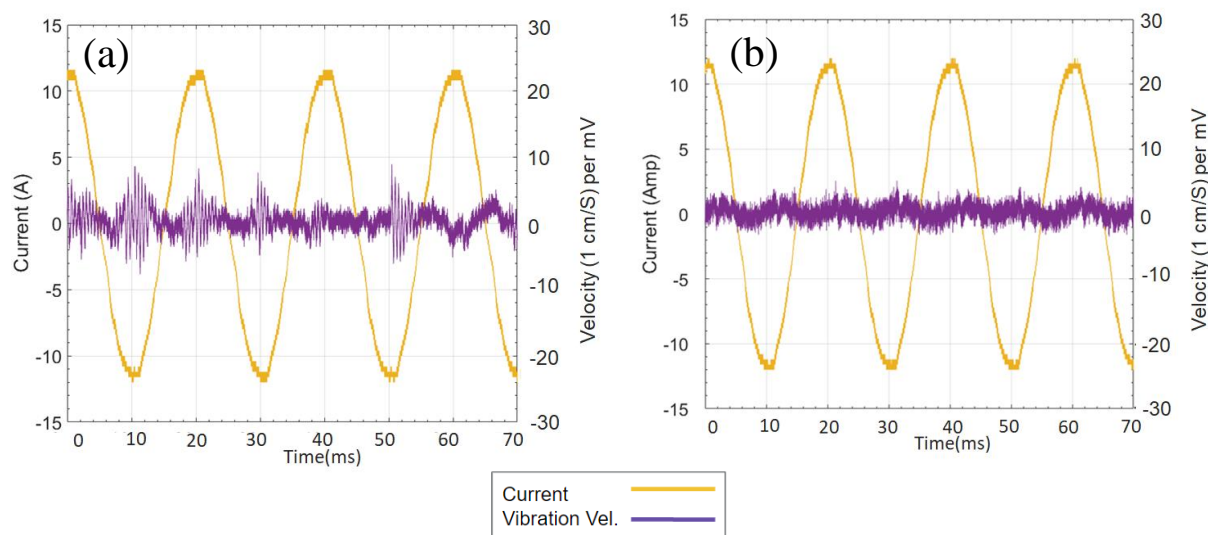 (a)
15
10
5
0
-5
-10
-15
Current (A)
30
20
10
0
-10
-20
-30
Velocity (1 cm/S) per mV
0 10 20 30 40 50 60 70
Time(ms)
(b)
15
10
5
0
-5
-10
-15
Current (Amp)
30
20
10
0
-10
-20
-30
Velocity (1 cm/S) per mV
0 10 20 30 40 50 60 70
Time(ms)
Current
Vibration Vel.